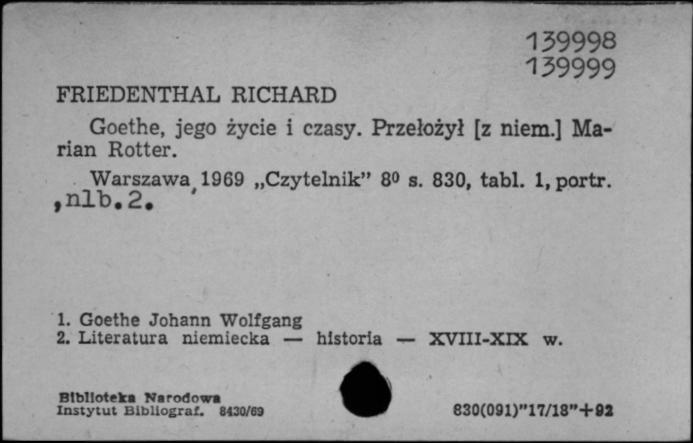 139998
139999
FRIEDENTHAL RICHARD
Goethe, jego życie i czasy. Przełożył [z niem.] Ma-
rian Rotter.
Warszawa, 1969 „Czytelnik” 8⁰ s. 830, tabl. 1, portr.
,nlb.2.
1. Goethe Johann Wolfgang
2. Literatura niemiecka — historia — XVIII-XIX w.
Biblioteka Narodowa
Instytut Bibliograf. 8430/69
830(091)”17/18”+92